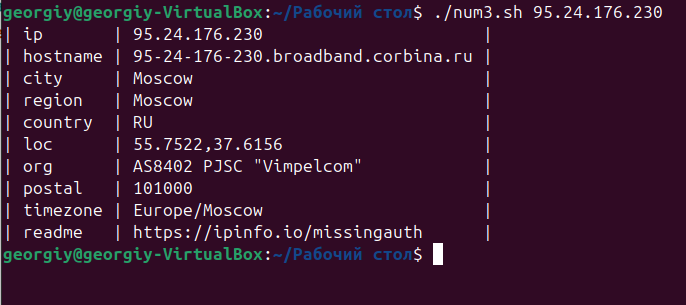 georgiy@georgiy-VirtualBox:~/Рабочий стол$ ./num3.sh 95.24.176.230
| ip | 95.24.176.230 |
| hostname | 95-24-176-230.broadband.corbina.ru |
| city | Moscow |
| region | Moscow |
| country | RU |
| loc | 55.7522,37.6156 |
| org | AS8402 PJSC "Vimpelcom" |
| postal | 101000 |
| timezone | Europe/Moscow |
| readme | https://ipinfo.io/missingauth |
georgiy@georgiy-VirtualBox:~/Рабочий стол$